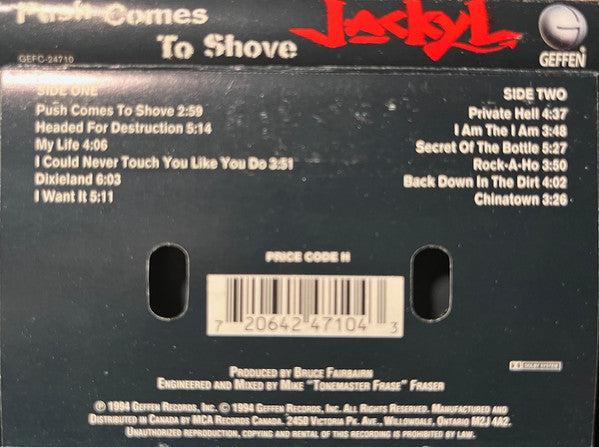 Push Comes
To Shove
Jackyl
GEFC-24710
GEFFEN
SIDE ONE
Push Comes To Shove 2:59
Headed For Destruction 5:14
My Life 4:06
I Could Never Touch You Like You Do 3:51
Dixieland 6:03
I Want It 5:11
SIDE TWO
Private Hell 4:37
I Am The I Am 3:48
Secret Of The Bottle 5:27
Rock-A-Ho 3:50
Back Down In The Dirt 4:02
Chinatown 3:26
PRICE CODE II
7 20642 47104 3
PRODUCED BY BRUCE FAIRBAIRN
ENGINEERED AND MIXED BY MIKE "TONEMASTER FRASE" FRASER
DOLBY SYSTEM
℗ 1994 GEFFEN RECORDS, INC. © 1994 GEFFEN RECORDS, INC. ALL RIGHTS RESERVED. MANUFACTURED AND
DISTRIBUTED IN CANADA BY MCA RECORDS CANADA. 2450 VICTORIA PK. AVE., WILLOWDALE, ONTARIO M2J 4A2.
UNAUTHORIZED REPRODUCTION, COPYING AND RENTAL OF THIS RECORDING IS PROHIBITED BY LAW.